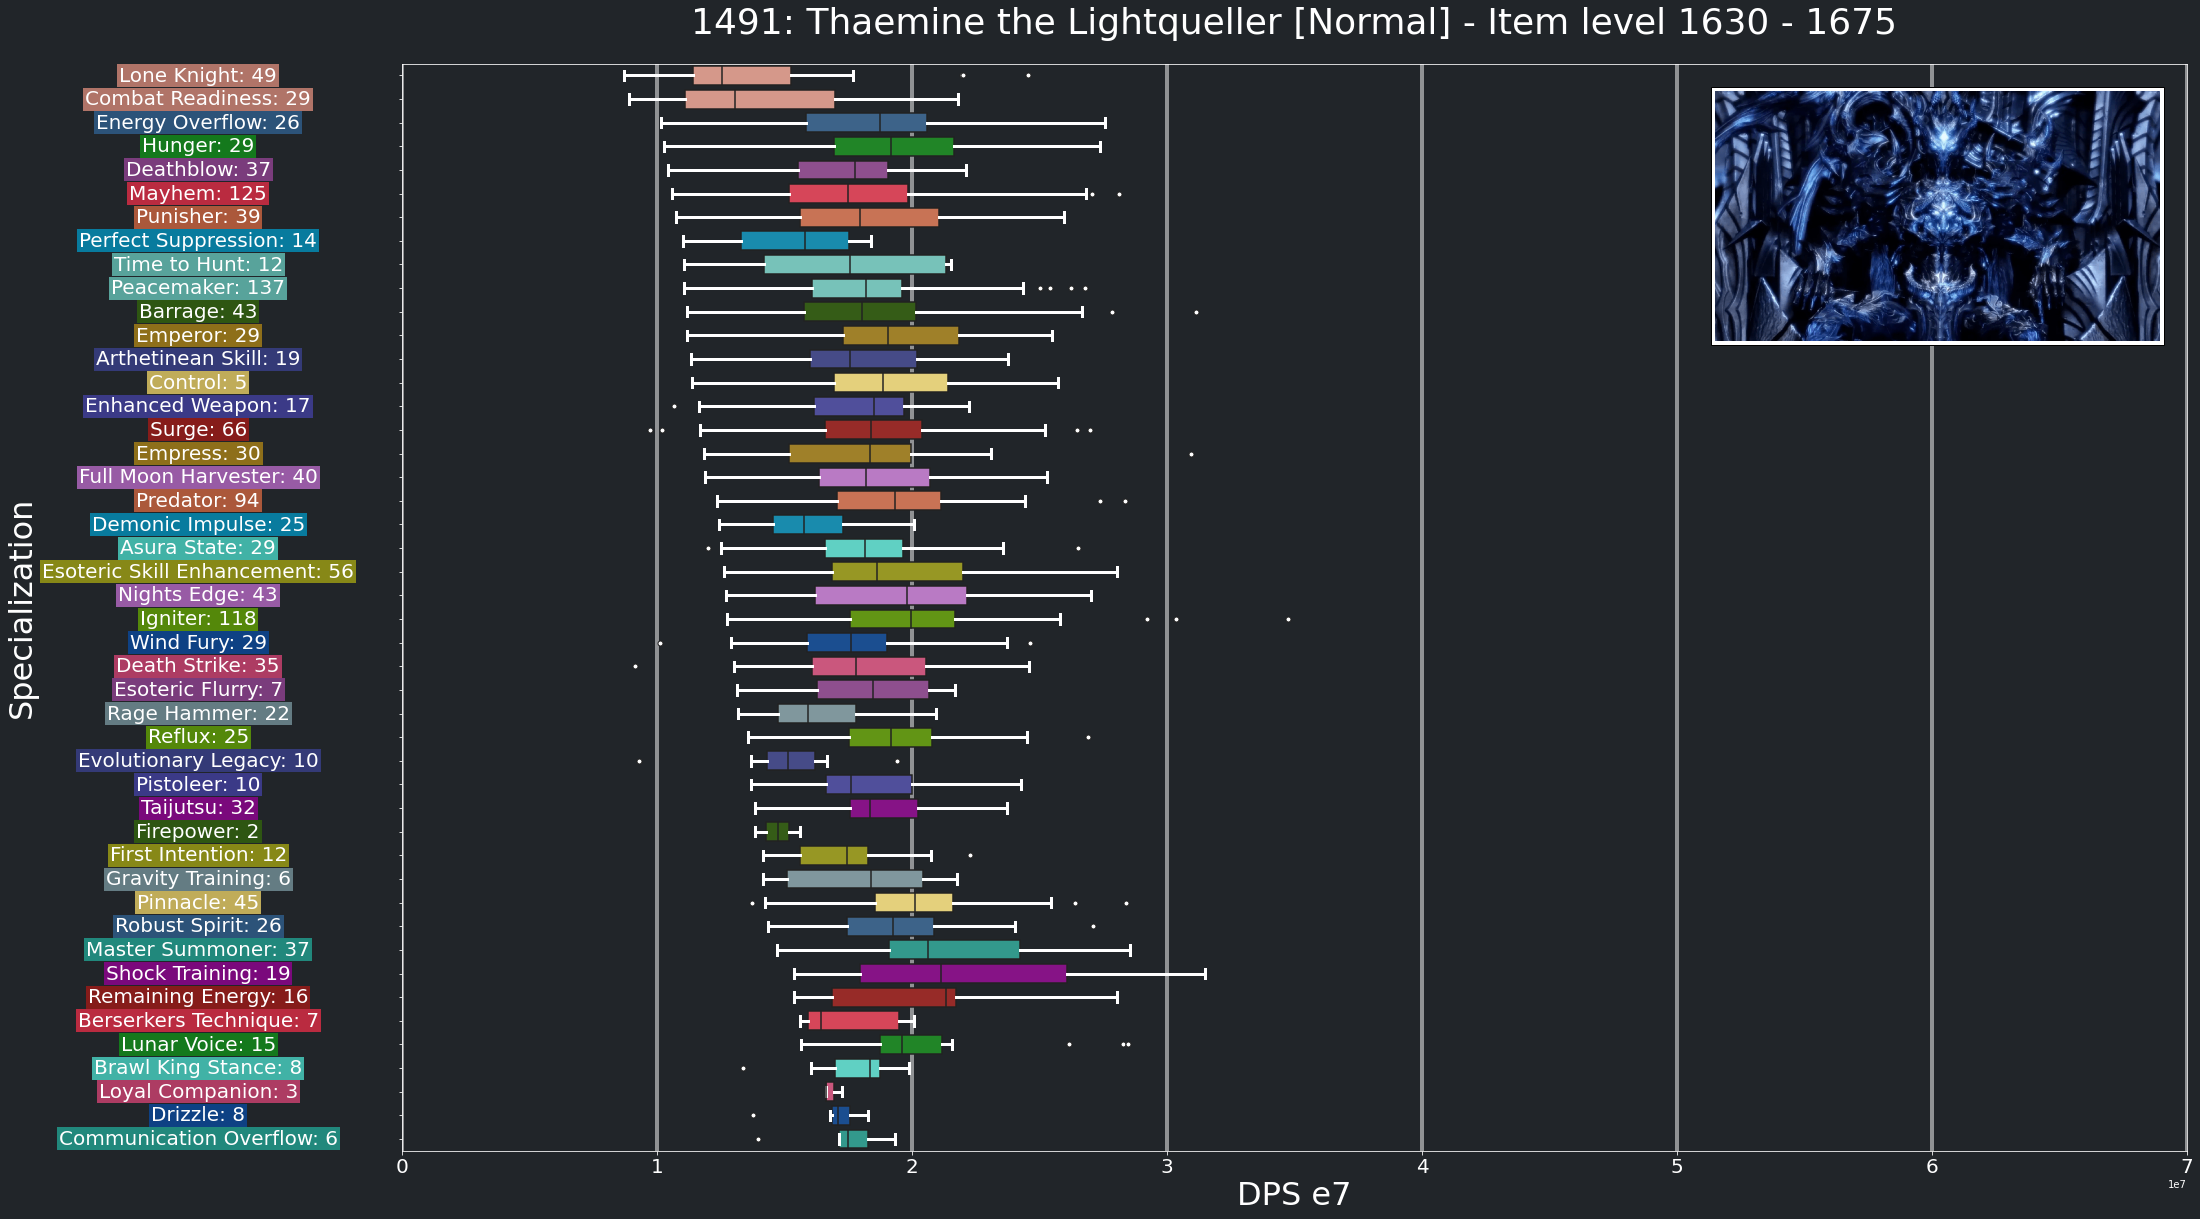 1491: Thaemine the Lightqueller [Normal] - Item level 1630 - 1675
Lone Knight: 49
Combat Readiness: 29
Energy Overflow: 26
Hunger: 29
Deathblow: 37
Mayhem: 125
Punisher: 39
Perfect Suppression: 14
Time to Hunt: 12
Peacemaker: 137
Barrage: 43
Emperor: 29
Arthetinean Skill: 19
Control: 5
Enhanced Weapon: 17
Surge: 66
Empress: 30
Full Moon Harvester: 40
Predator: 94
Demonic Impulse: 25
Asura State: 29
Esoteric Skill Enhancement: 56
Nights Edge: 43
Igniter: 118
Wind Fury: 29
Death Strike: 35
Esoteric Flurry: 7
Rage Hammer: 22
Reflux: 25
Evolutionary Legacy: 10
Pistoleer: 10
Taijutsu: 32
Firepower: 2
First Intention: 12
Gravity Training: 6
Pinnacle: 45
Robust Spirit: 26
Master Summoner: 37
Shock Training: 19
Remaining Energy: 16
Berserkers Technique: 7
Lunar Voice: 15
Brawl King Stance: 8
Loyal Companion: 3
Drizzle: 8
Communication Overflow: 6
Specialization
0 1 2 3 4 5 6 7
1e7
DPS e7